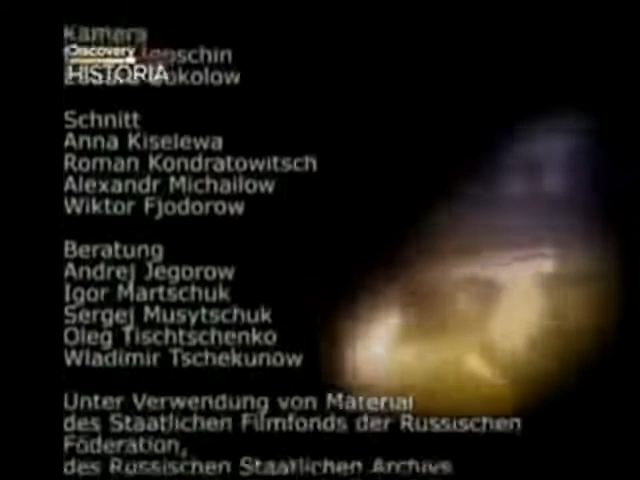 Kamera
Discovery
HISTORIA
Schnitt
Anna Kiselewa
Roman Kondratowitsch
Alexandr Michailow
Wiktor Fjodorow
Beratung
Andrej Jegorow
Igor Martschuk
Sergej Musytschuk
Oleg Tischtschenko
Wladimir Tschekunow
Unter Verwendung von Material
des Staatlichen Filmfonds der Russischen
Föderation,
des Russischen Staatlichen Archivs